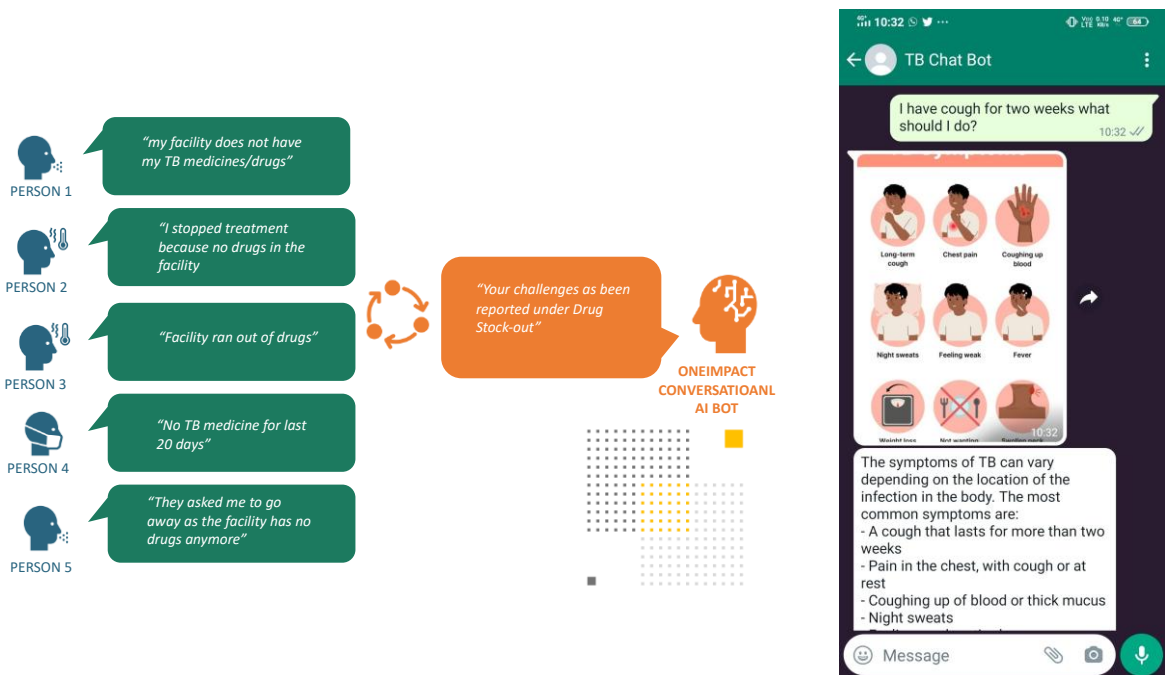 “my facility does not have
my TB medicines/drugs”
PERSON 1
“I stopped treatment
because no drugs in the
facility
PERSON 2
“Facility ran out of drugs”
PERSON 3
“No TB medicine for last
20 days”
PERSON 4
“They asked me to go
away as the facility has no
drugs anymore”
PERSON 5
“Your challenges as been
reported under Drug
Stock-out”
ONEIMPACT
CONVERSATIOANL
AI BOT
10:32
64
TB Chat Bot
I have cough for two weeks what
should I do?
10:32
Long-term
cough
Chest pain
Coughing up
blood
Night sweats
Feeling weak
Fever
Weight loss
Not wanting
Swollen neck
10:32
The symptoms of TB can vary
depending on the location of the
infection in the body. The most
common symptoms are:
- A cough that lasts for more than two
weeks
- Pain in the chest, with cough or at
rest
- Coughing up of blood or thick mucus
- Night sweats
Message